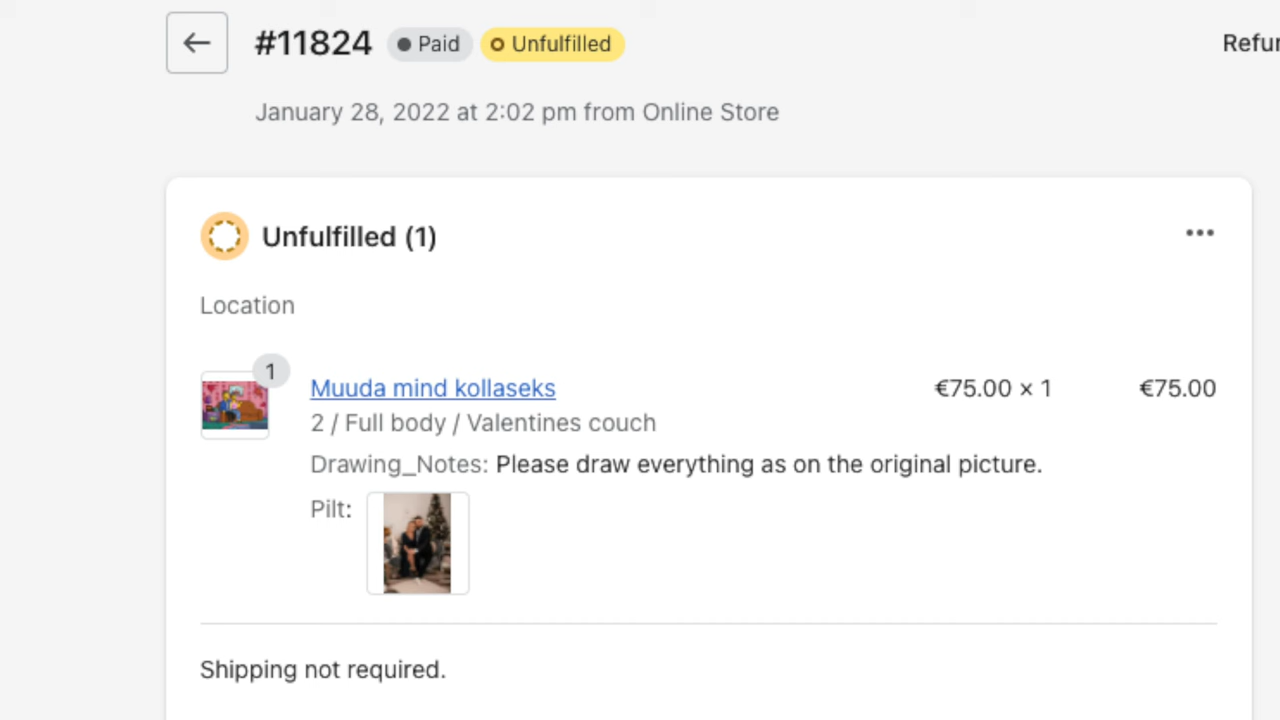 #11824 Paid Unfulfilled
Refun
January 28, 2022 at 2:02 pm from Online Store
Unfulfilled (1)
Location
1
Muuda mind kollaseks €75.00 × 1 €75.00
2 / Full body / Valentines couch
Drawing_Notes: Please draw everything as on the original picture.
Pilt:
Shipping not required.